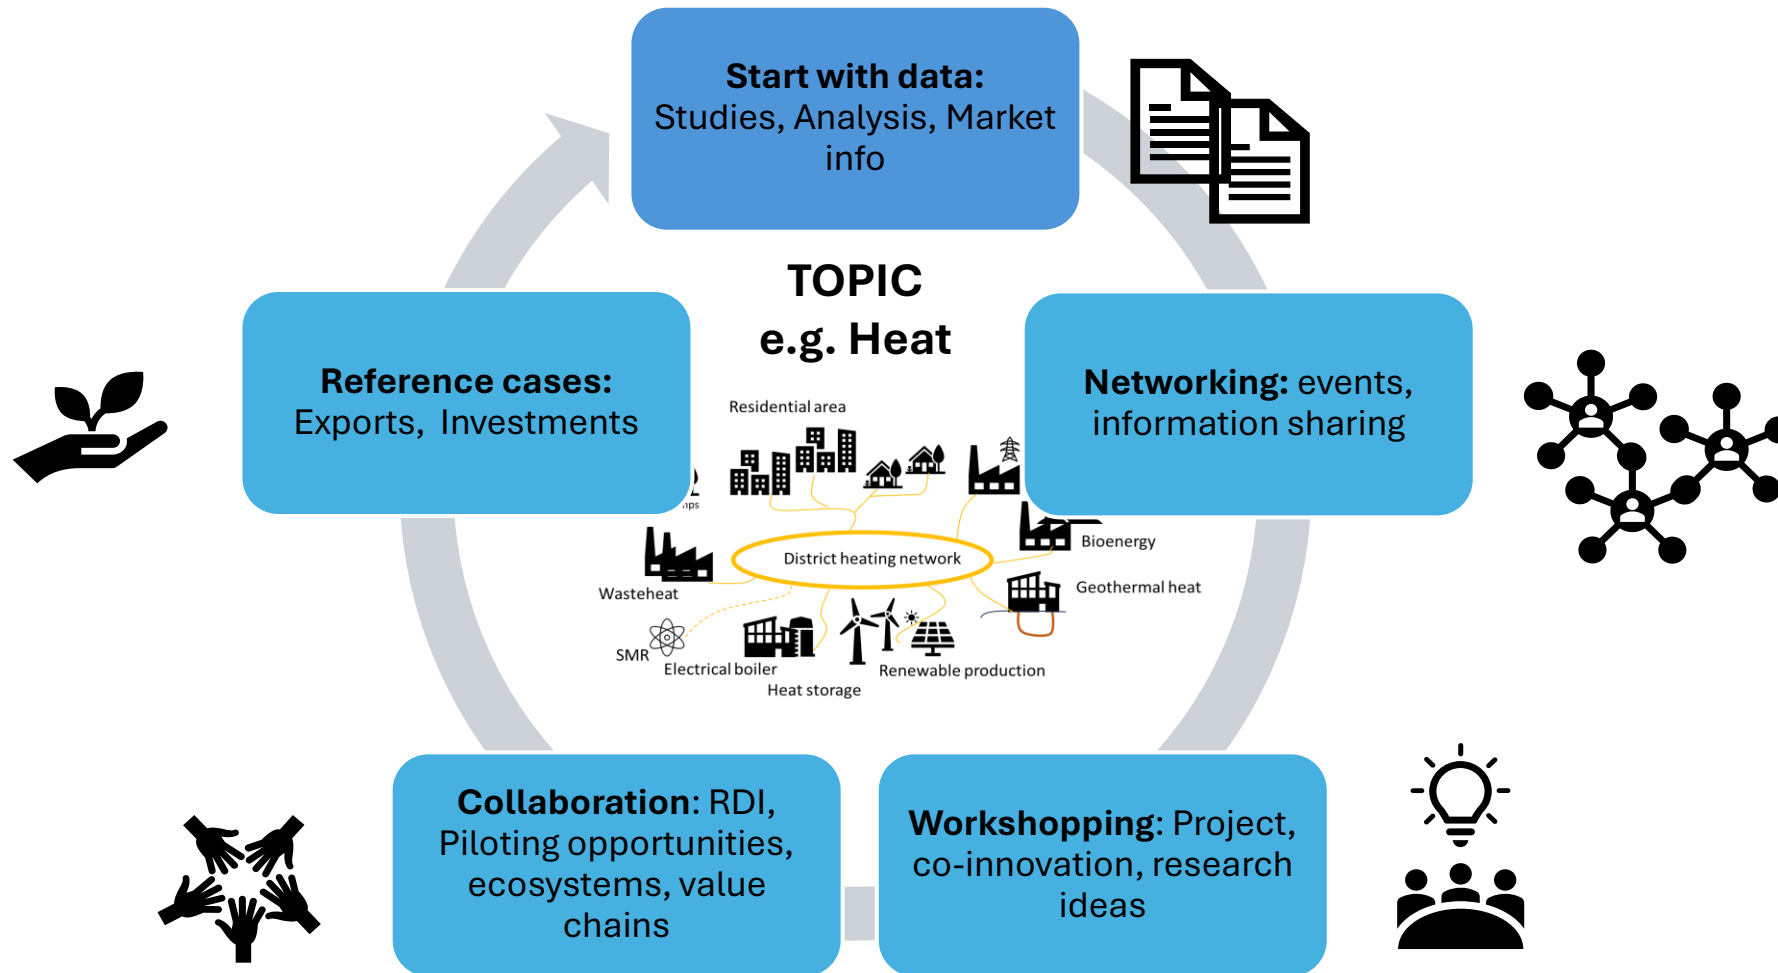 Start with data:
Studies, Analysis, Market
info
TOPIC
e.g. Heat
Reference cases:
Exports,  Investments
Networking: events,
information sharing
Residential area
District heating network
Bioenergy
Wasteheat
Geothermal heat
SMR
Electrical boiler
Renewable production
Heat storage
Collaboration: RDI,
Piloting opportunities,
ecosystems, value
chains
Workshopping: Project,
co-innovation, research
ideas